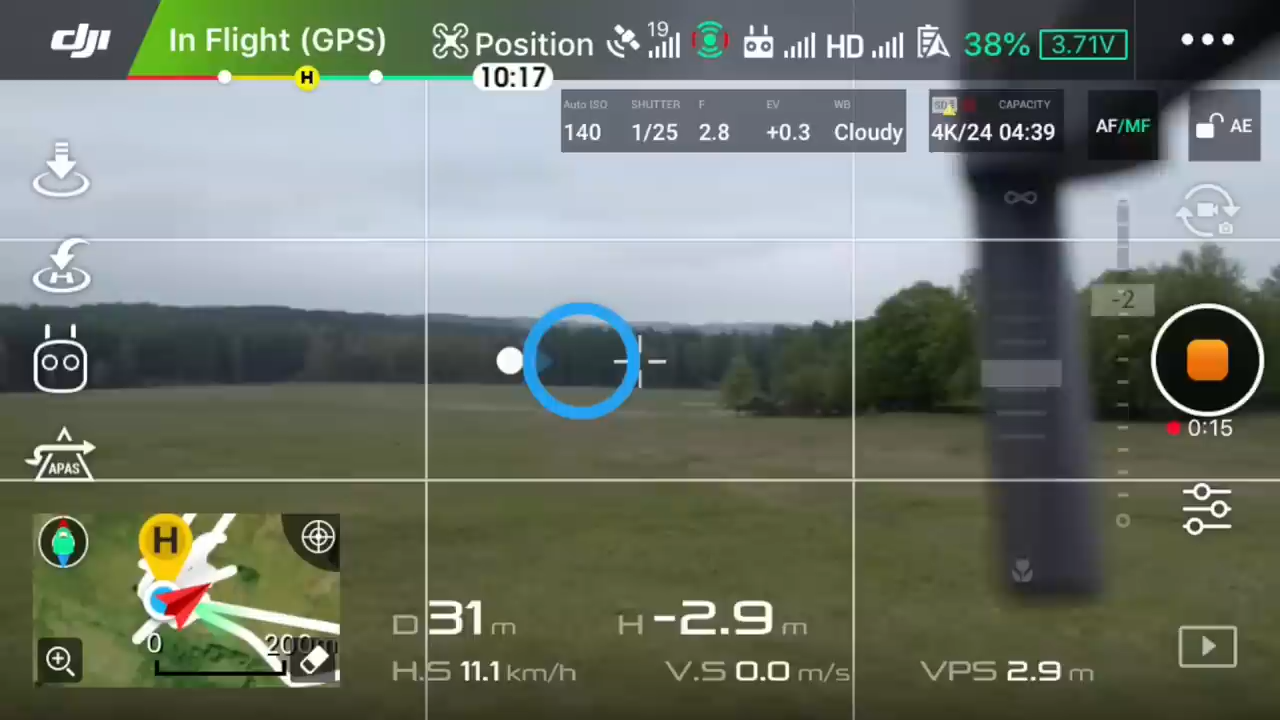 dji In Flight (GPS) Position 19 HD 38% 3.71V
H 10:17
Auto ISO SHUTTER F EV WB SD CAPACITY
140 1/25 2.8 +0.3 Cloudy 4K/24 04:39 AF/MF AE
∞
-2
0:15
H
APAS
H
D 31 m H -2.9 m
0 200m
H.S 11.1 km/h V.S 0.0 m/s VPS 2.9 m